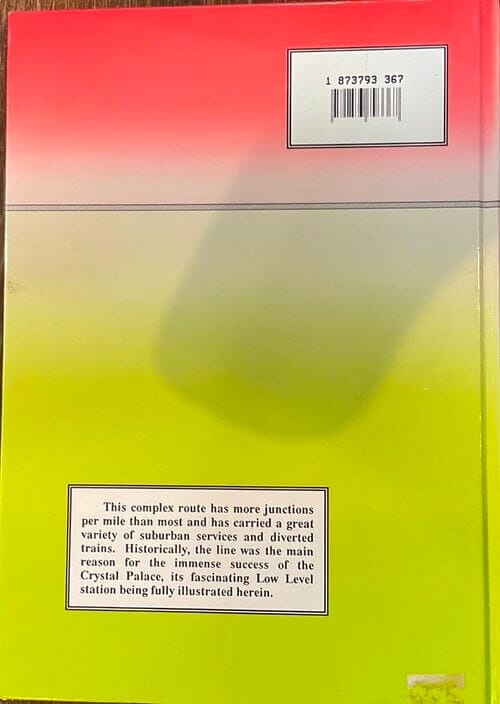 1 873793 367
This complex route has more junctions
per mile than most and has carried a great
variety of suburban services and diverted
trains. Historically, the line was the main
reason for the immense success of the
Crystal Palace, its fascinating Low Level
station being fully illustrated herein.